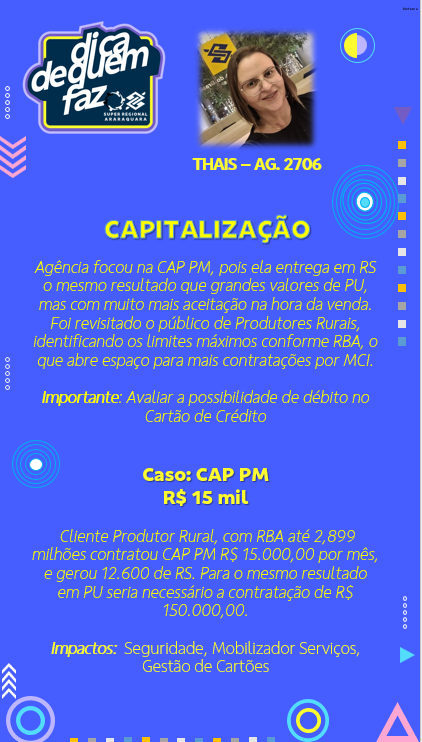 dica
de quem
faz
SUPER REGIONAL
ARARAQUARA
THAIS – AG. 2706
CAPITALIZAÇÃO
Agência focou na CAP PM, pois ela entrega em RS
o mesmo resultado que grandes valores de PU,
mas com muito mais aceitação na hora da venda.
Foi revisitado o público de Produtores Rurais,
identificando os limites máximos conforme RBA, o
que abre espaço para mais contratações por MCI.
Importante: Avaliar a possibilidade de débito no
Cartão de Crédito
Caso: CAP PM
R$ 15 mil
Cliente Produtor Rural, com RBA até 2,899
milhões contratou CAP PM R$ 15.000,00 por mês,
e gerou 12.600 de RS. Para o mesmo resultado
em PU seria necessário a contratação de R$
150.000,00.
Impactos: Seguridade, Mobilizador Serviços,
Gestão de Cartões